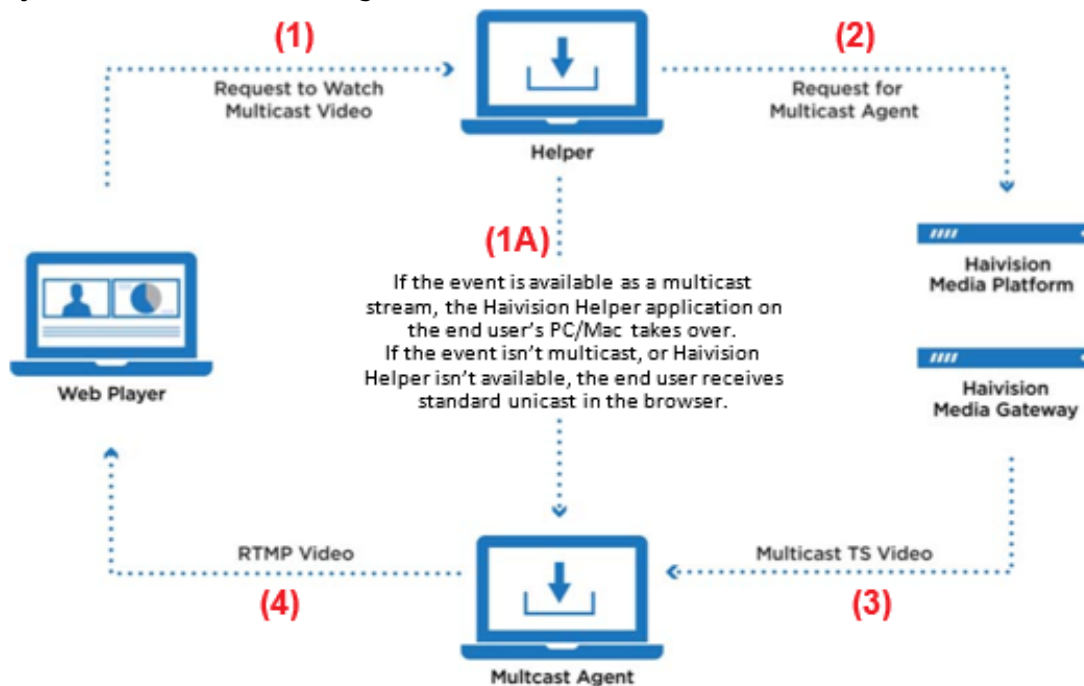 (1)
(2)
Request to Watch
Multicast Video
Request for
Multicast Agent
Helper
(1A)
If the event is available as a multicast
stream, the Haivision Helper application on
the end user's PC/Mac takes over.
If the event isn't multicast, or Haivision
Helper isn't available, the end user receives
standard unicast in the browser.
Web Player
Haivision
Media Platform
Haivision
Media Gateway
RTMP Video
Multicast TS Video
(4)
(3)
Multcast Agent